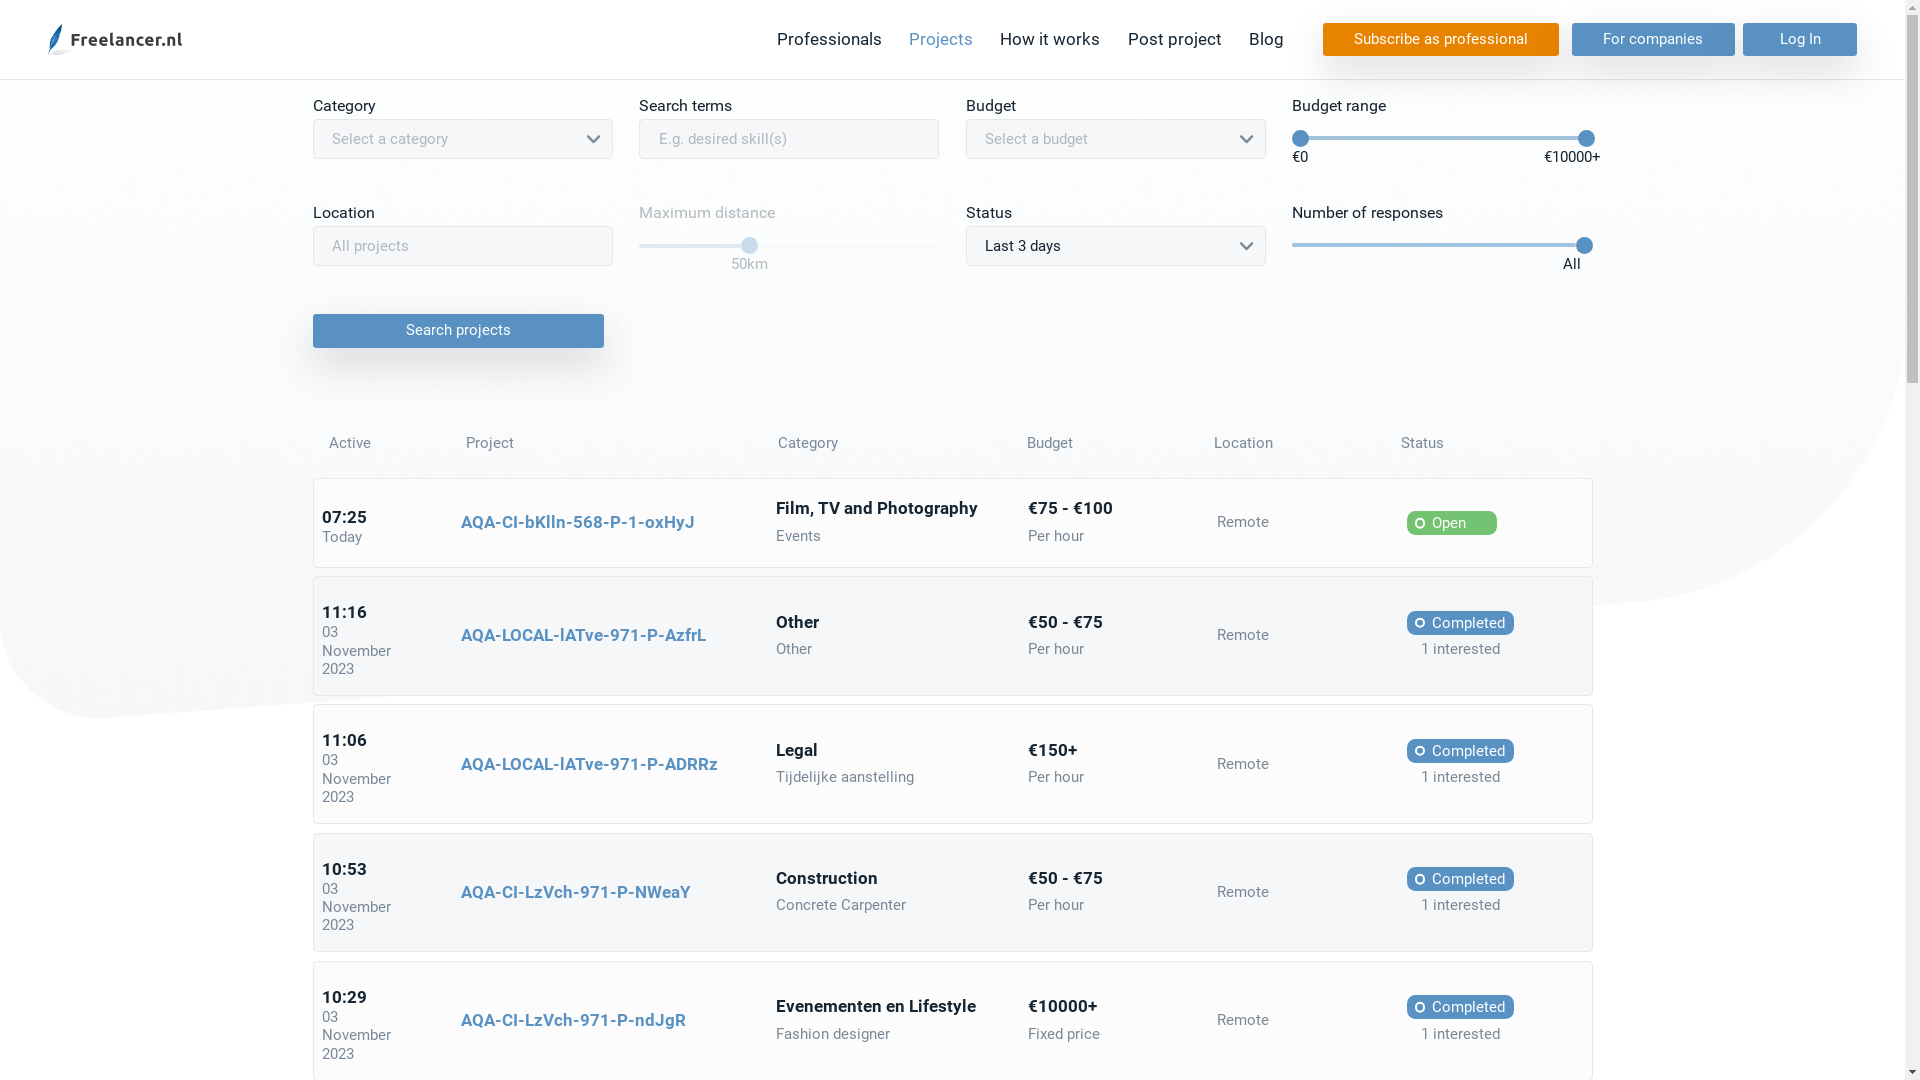 Freelancer.nl
Professionals Projects How it works Post project Blog Subscribe as professional For companies Log In
Category Search terms Budget Budget range
Select a category E.g. desired skill(s) Select a budget
€0 €10000+
Location Maximum distance Status Number of responses
All projects Last 3 days
50km All
Search projects
Active Project Category Budget Location Status
07:25
Today
AQA-CI-bKlln-568-P-1-oxHyJ
Film, TV and Photography
Events
€75 - €100
Per hour
Remote
Open
11:16
03
November
2023
AQA-LOCAL-lATve-971-P-AzfrL
Other
Other
€50 - €75
Per hour
Remote
Completed
1 interested
11:06
03
November
2023
AQA-LOCAL-lATve-971-P-ADRRz
Legal
Tijdelijke aanstelling
€150+
Per hour
Remote
Completed
1 interested
10:53
03
November
2023
AQA-CI-LzVch-971-P-NWeaY
Construction
Concrete Carpenter
€50 - €75
Per hour
Remote
Completed
1 interested
10:29
03
November
2023
AQA-CI-LzVch-971-P-ndJgR
Evenementen en Lifestyle
Fashion designer
€10000+
Fixed price
Remote
Completed
1 interested